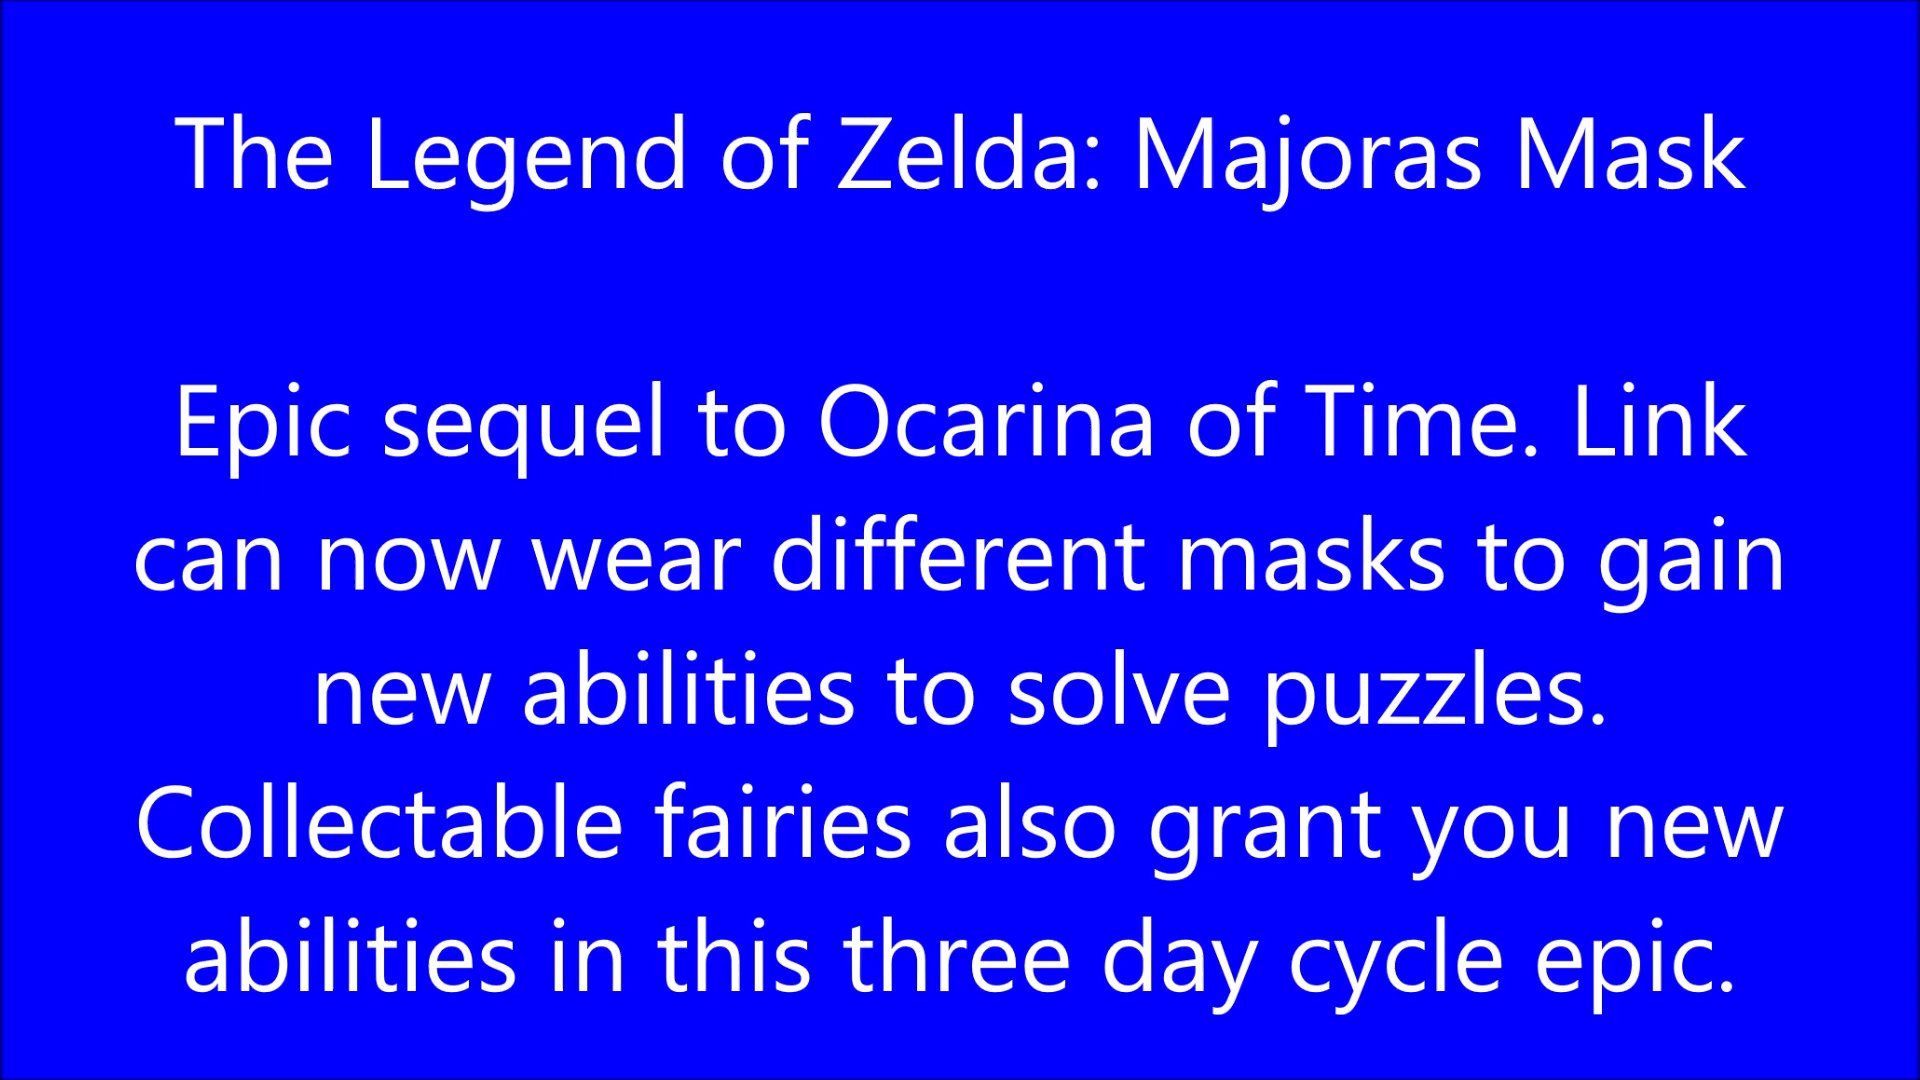 The Legend of Zelda: Majoras Mask
Epic sequel to Ocarina of Time. Link
can now wear different masks to gain
new abilities to solve puzzles.
Collectable fairies also grant you new
abilities in this three day cycle epic.